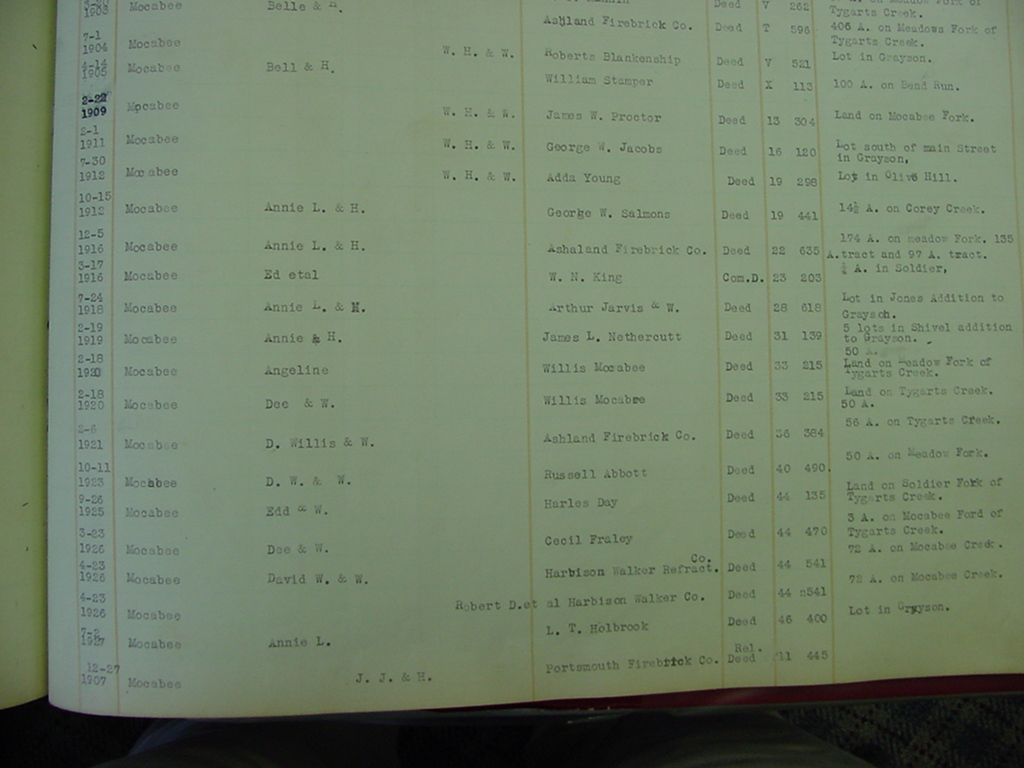 1903 Mocabee Belle & H. Deed V 262 Tygarts Creek.
7-1 Ashland Firebrick Co. Deed T 596 406 A. on Meadows Fork of
1904 Mocabee W. H. & W. Tygarts Creek.
4-14 Roberts Blankenship Deed V 521 Lot in Grayson.
1905 Mocabee Bell & H.
William Stamper Deed X 113 100 A. on Bend Run.
2-22
1909 Mocabee W. H. & W. James W. Proctor Deed 13 304 Land on Mocabee Fork.
2-1
1911 Mocabee W. H. & W. George W. Jacobs Deed 16 120 Lot south of main Street
in Grayson,
7-30
1912 Mocabee W. H. & W. Adda Young Deed 19 298 Lot in Olive Hill.
10-15
1912 Mocabee Annie L. & H. George W. Salmons Deed 19 441 14½ A. on Corey Creek.
12-5
1916 Mocabee Annie L. & H. Ashaland Firebrick Co. Deed 22 635 174 A. on meadow Fork. 135
A. tract and 97 A. tract.
3-17
1916 Mocabee Ed etal W. N. King Com.D. 23 203 A. in Soldier,
7-24
1918 Mocabee Annie L. & H. Arthur Jarvis & W. Deed 28 618 Lot in Jones Addition to
Grayson.
2-19
1919 Mocabee Annie & H. James L. Nethercutt Deed 31 139 5 lots in Shivel addition
to Grayson.
50 A.
2-18
1920 Mocabee Angeline Willis Mocabee Deed 33 215 Land on Meadow Fork of
Tygarts Creek.
2-18
1920 Mocabee Dee & W. Willis Mocabee Deed 33 215 Land on Tygarts Creek.
50 A.
2-6
1921 Mocabee D. Willis & W. Ashland Firebrick Co. Deed 36 384 56 A. on Tygarts Creek.
10-11
1923 Mocabee D. W. & W. Russell Abbott Deed 40 490. 50 A. on Meadow Fork.
9-26
1925 Mocabee Edd & W. Harles Day Deed 44 135 Land on Soldier Fork of
Tygarts Creek.
3-23
1926 Mocabee Dee & W. Cecil Fraley Deed 44 470 3 A. on Mocabee Ford of
Tygarts Creek.
4-23 Co.
1926 Mocabee David W. & W. Harbison Walker Refract. Deed 44 541 72 A. on Mocabee Creek.
4-23
1926 Mocabee Robert D.et al Harbison Walker Co. Deed 44 541 72 A. on Mocabee Creek.
7-2
1927 Mocabee Annie L. L. T. Holbrook Deed 46 400 Lot in Grayson.
12-27 Rel.
1907 Mocabee J. J. & H. Portsmouth Firebrick Co. Deed 11 445